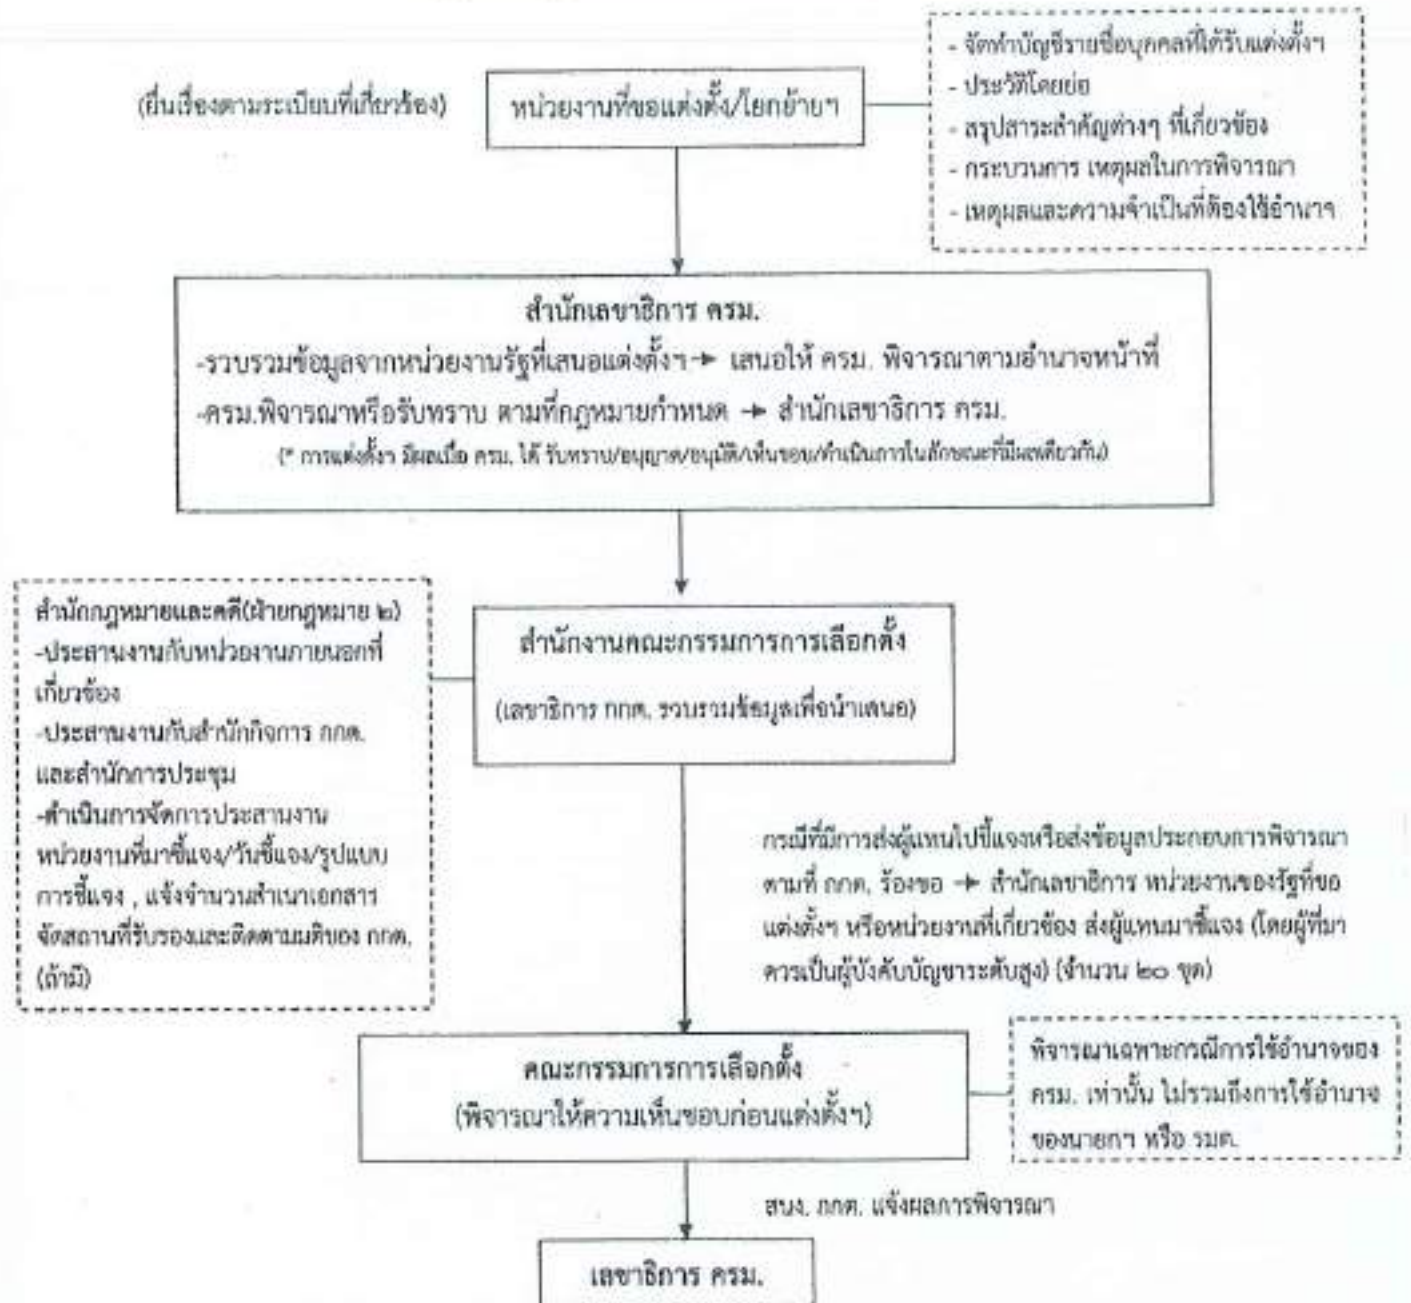 (ยื่นเรื่องตามระเบียบที่เกี่ยวข้อง)
หน่วยงานที่ขอแต่งตั้ง/โยกย้ายฯ
- จัดทำบัญชีรายชื่อบุคคลที่ได้รับแต่งตั้งฯ
- ประวัติโดยย่อ
- สรุปสาระสำคัญต่างๆ ที่เกี่ยวข้อง
- กระบวนการ เหตุผลในการพิจารณา
- เหตุผลและความจำเป็นที่ต้องใช้อำนาจ
สำนักเลขาธิการ ครม.
-รวบรวมข้อมูลจากหน่วยงานรัฐที่เสนอแต่งตั้งฯ → เสนอให้ ครม. พิจารณาตามอำนาจหน้าที่
-ครม.พิจารณาหรือรับทราบ ตามที่กฎหมายกำหนด → สำนักเลขาธิการ ครม.
(* การแต่งตั้งฯ มีผลเมื่อ ครม. ได้ รับทราบ/อนุญาต/อนุมัติ/เห็นชอบ/ดำเนินการในลักษณะที่มีผลเดียวกัน)
สำนักกฎหมายและคดี(ฝ่ายกฎหมาย ๒)
-ประสานงานกับหน่วยงานภายนอกที่
เกี่ยวข้อง
-ประสานงานกับสำนักกิจการ กกต.
และสำนักการประชุม
-ดำเนินการจัดการประสานงาน
หน่วยงานที่มาชี้แจง/วันชี้แจง/รูปแบบ
การชี้แจง , แจ้งจำนวนสำเนาเอกสาร
จัดสถานที่รับรองและติดตามมติของ กกต.
(ถ้ามี)
สำนักงานคณะกรรมการการเลือกตั้ง
(เลขาธิการ กกต. รวบรวมข้อมูลเพื่อนำเสนอ)
กรณีที่มีการส่งผู้แทนไปชี้แจงหรือส่งข้อมูลประกอบการพิจารณา
ตามที่ กกต. ร้องขอ → สำนักเลขาธิการ หน่วยงานของรัฐที่ขอ
แต่งตั้งฯ หรือหน่วยงานที่เกี่ยวข้อง ส่งผู้แทนมาชี้แจง (โดยผู้ที่มา
ควรเป็นผู้บังคับบัญชาระดับสูง) (จำนวน ๒๐ ชุด)
คณะกรรมการการเลือกตั้ง
(พิจารณาให้ความเห็นชอบก่อนแต่งตั้งฯ)
พิจารณาเฉพาะกรณีการใช้อำนาจของ
ครม. เท่านั้น ไม่รวมถึงการใช้อำนาจ
ของนายกฯ หรือ รมต.
สนง. กกต. แจ้งผลการพิจารณา
เลขาธิการ ครม.